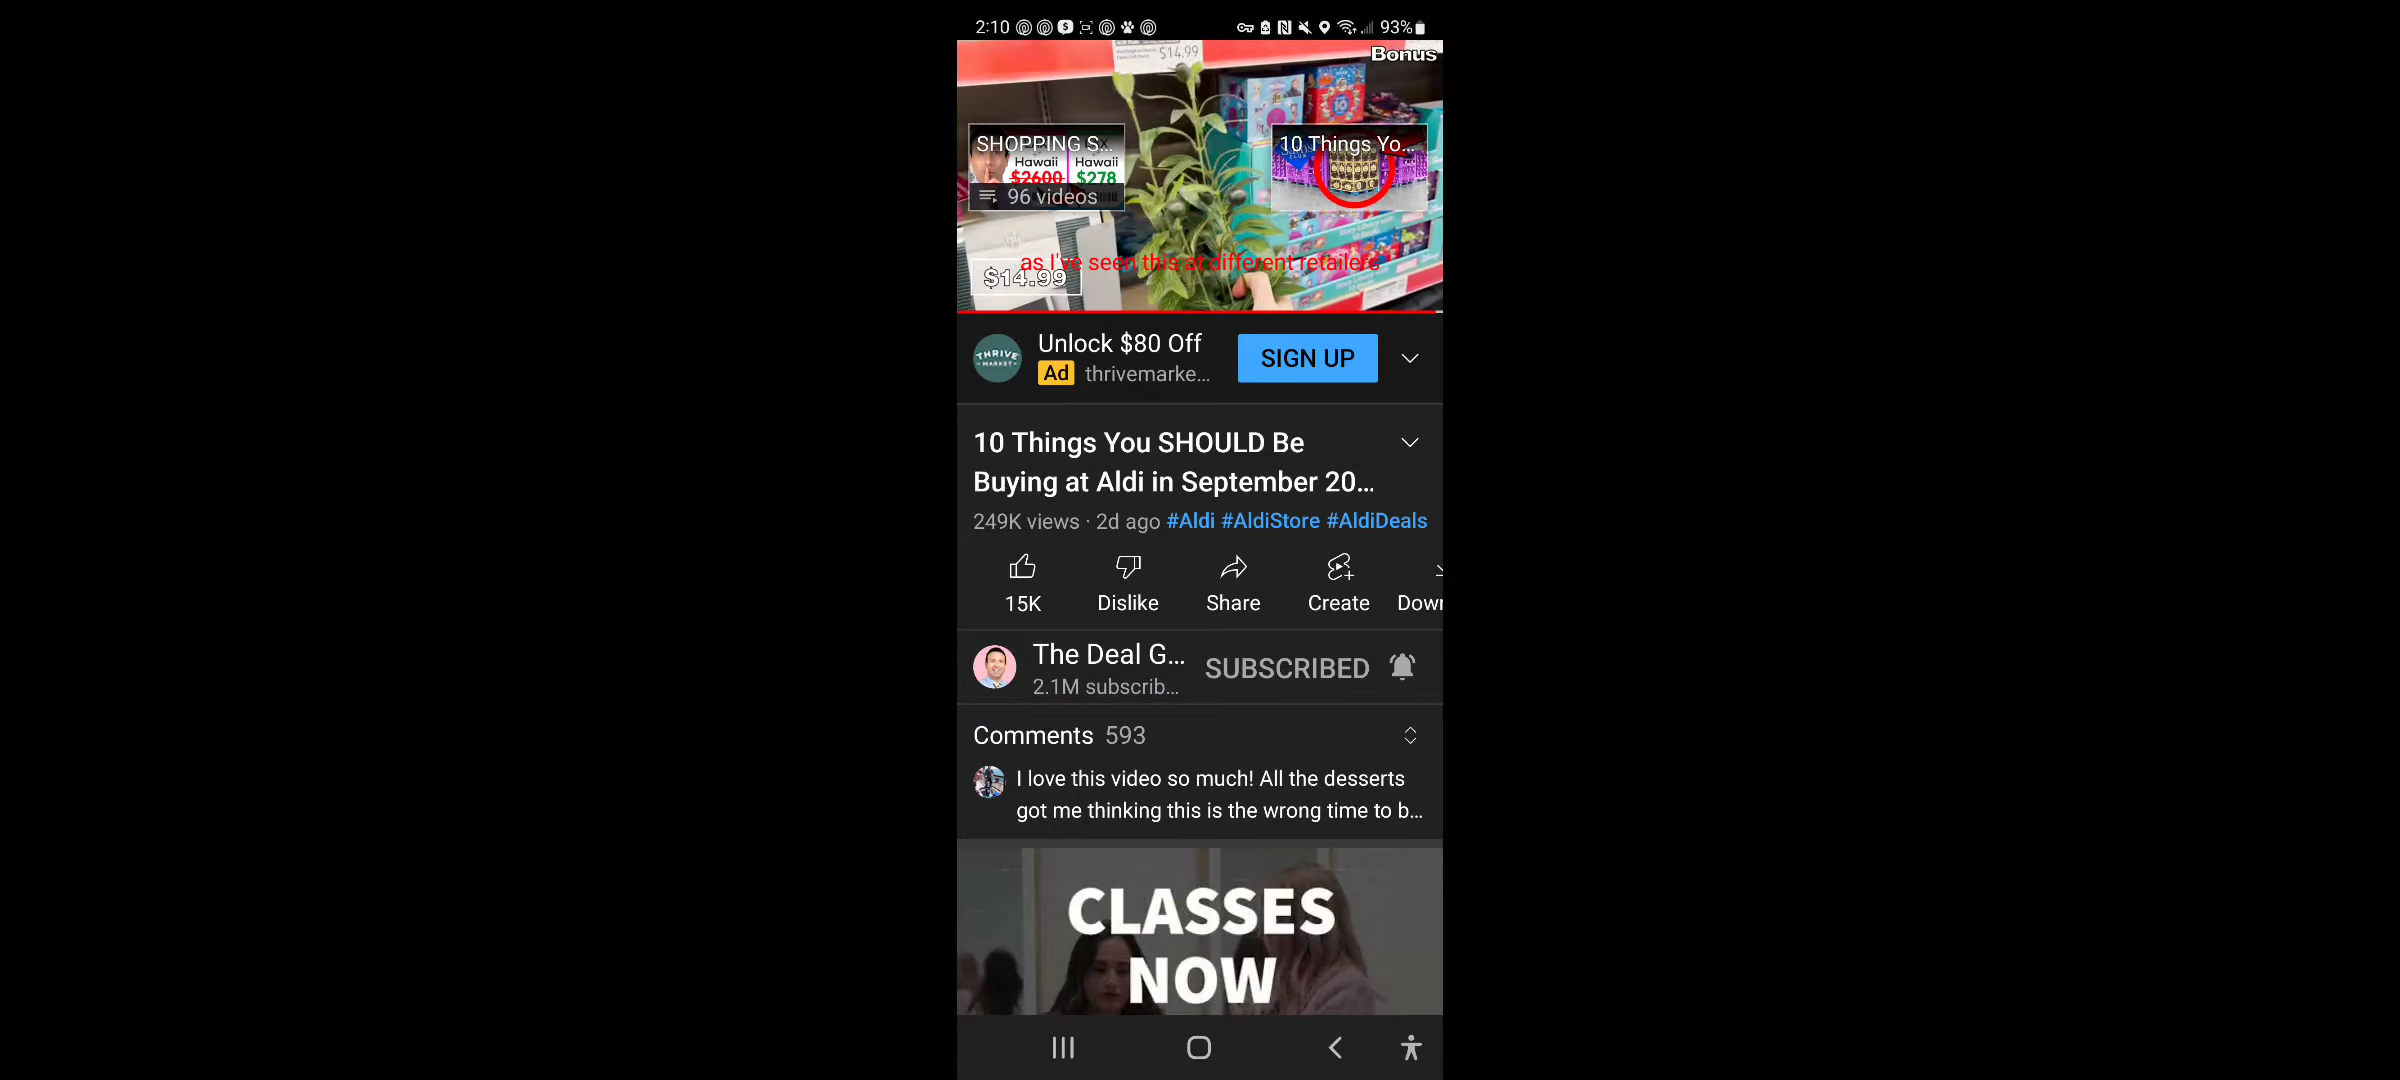 2:10
93%
$14.99
Bonus
SHOPPING S...
Hawaii
Hawaii
$2600
$278
96 videos
10 Things Yo...
as I've seen this at different retailers
$14.99
THRIVE
MARKET
Unlock $80 Off
Ad thrivemarke...
SIGN UP
10 Things You SHOULD Be
Buying at Aldi in September 20...
249K views · 2d ago #Aldi #AldiStore #AldiDeals
15K
Dislike
Share
Create
Down
The Deal G...
2.1M subscrib...
SUBSCRIBED
Comments 593
I love this video so much! All the desserts
got me thinking this is the wrong time to b...
CLASSES
NOW